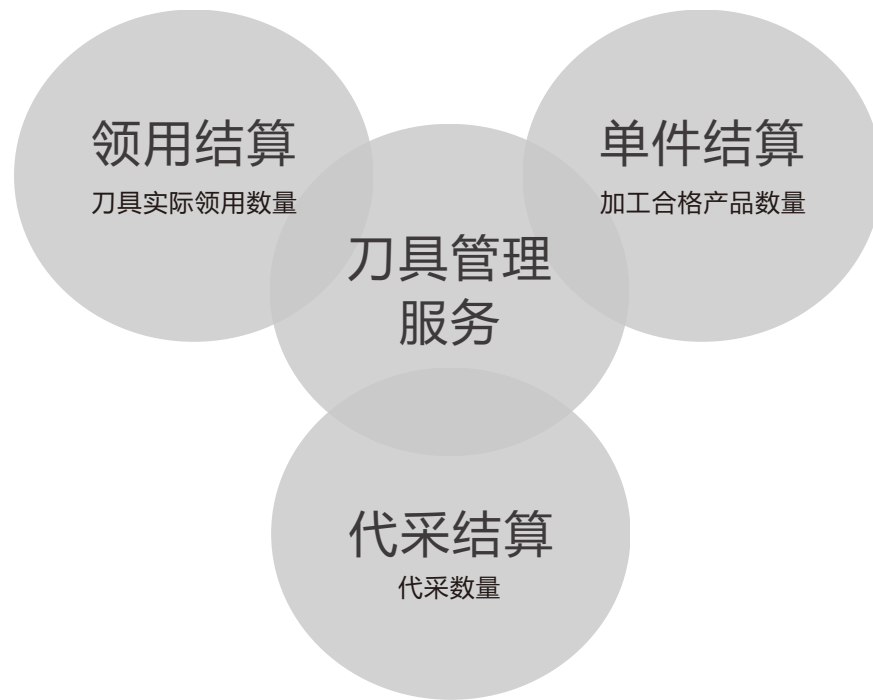 领用结算
刀具实际领用数量
单件结算
加工合格产品数量
刀具管理
服务
代采结算
代采数量